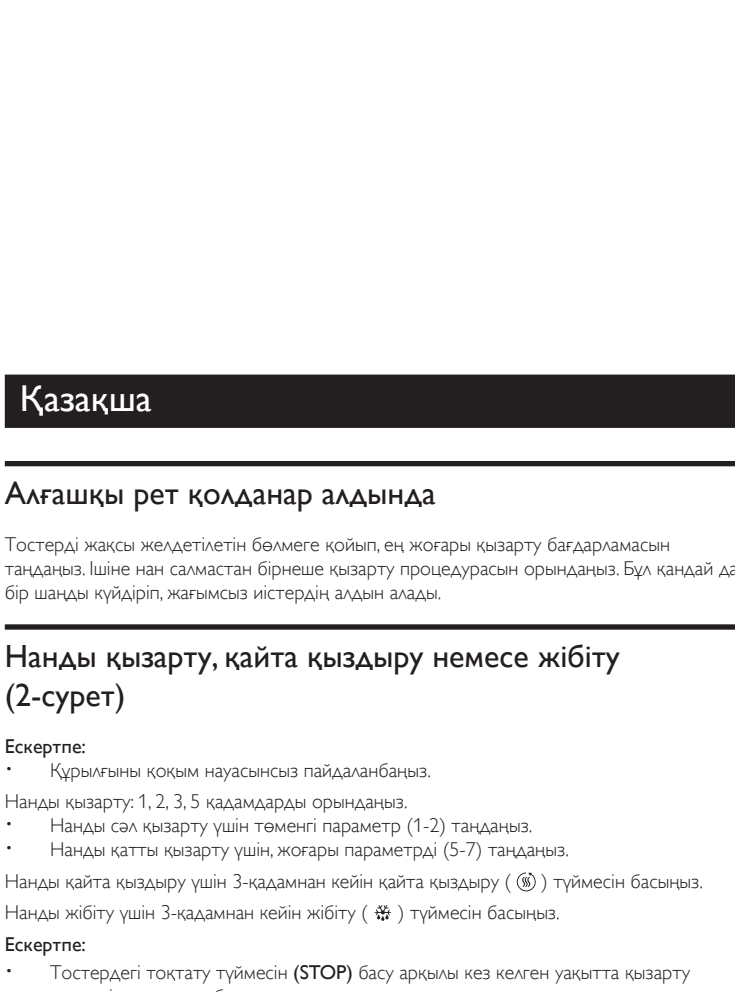 Қазақша
Алғашқы рет қолданар алдында
Тостерді жақсы желдетілетін бөлмеге қойып, ең жоғары қызарту бағдарламасын
таңдаңыз. Ішіне нан салмастан бірнеше қызарту процедурасын орындаңыз. Бұл қандай да
бір шаңды күйдіріп, жағымсыз иістердің алдын алады.
Нанды қызарту, қайта қыздыру немесе жібіту
(2-сурет)
Ескертпе:
• Құрылғыны қоқым науасынсыз пайдаланбаңыз.
Нанды қызарту: 1, 2, 3, 5 қадамдарды орындаңыз.
• Нанды сәл қызарту үшін төменгі параметр (1-2) таңдаңыз.
• Нанды қатты қызарту үшін, жоғары параметрді (5-7) таңдаңыз.
Нанды қайта қыздыру үшін 3-қадамнан кейін қайта қыздыру ( ) түймесін басыңыз.
Нанды жібіту үшін 3-қадамнан кейін жібіту ( ) түймесін басыңыз.
Ескертпе:
• Тостердегі тоқтату түймесін (STOP) басу арқылы кез келген уақытта қызарту